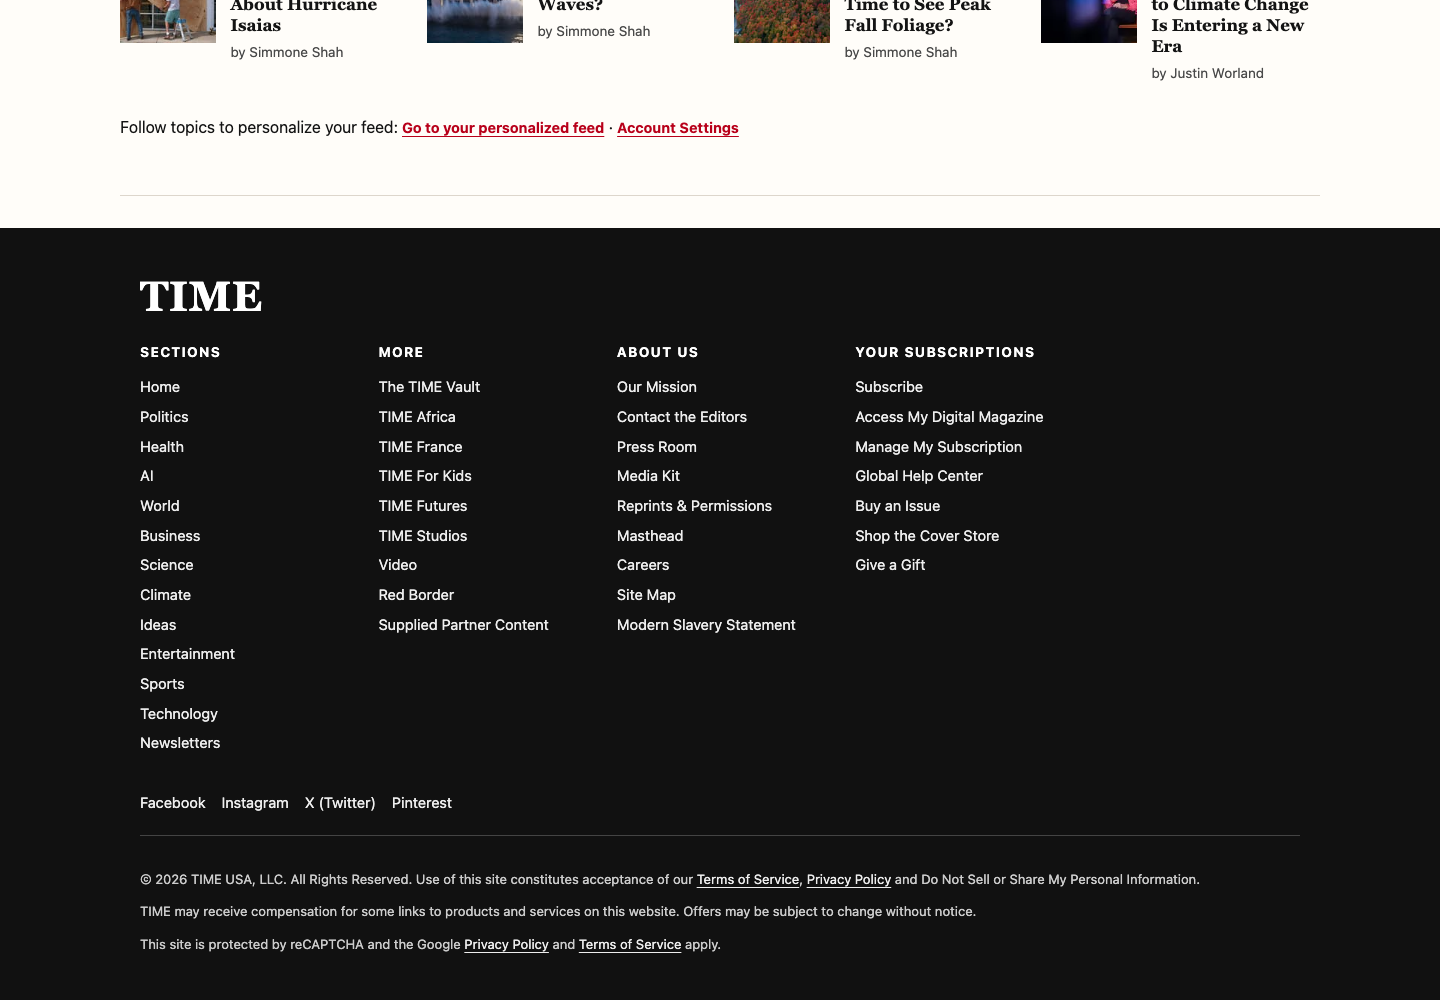 About Hurricane
Isaias
by Simmone Shah
Waves?
by Simmone Shah
Time to See Peak
Fall Foliage?
by Simmone Shah
to Climate Change
Is Entering a New
Era
by Justin Worland
Follow topics to personalize your feed: Go to your personalized feed · Account Settings
TIME
SECTIONS
Home
Politics
Health
AI
World
Business
Science
Climate
Ideas
Entertainment
Sports
Technology
Newsletters
MORE
The TIME Vault
TIME Africa
TIME France
TIME For Kids
TIME Futures
TIME Studios
Video
Red Border
Supplied Partner Content
ABOUT US
Our Mission
Contact the Editors
Press Room
Media Kit
Reprints & Permissions
Masthead
Careers
Site Map
Modern Slavery Statement
YOUR SUBSCRIPTIONS
Subscribe
Access My Digital Magazine
Manage My Subscription
Global Help Center
Buy an Issue
Shop the Cover Store
Give a Gift
Facebook Instagram X (Twitter) Pinterest
© 2026 TIME USA, LLC. All Rights Reserved. Use of this site constitutes acceptance of our Terms of Service, Privacy Policy and Do Not Sell or Share My Personal Information.
TIME may receive compensation for some links to products and services on this website. Offers may be subject to change without notice.
This site is protected by reCAPTCHA and the Google Privacy Policy and Terms of Service apply.